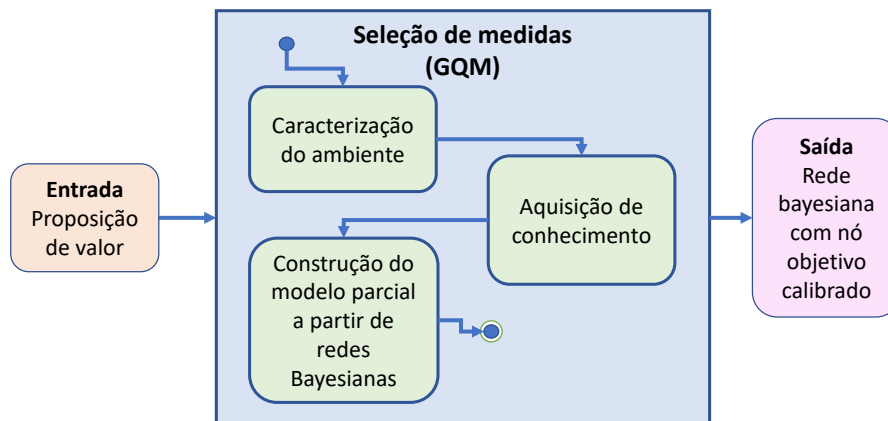 Seleção de medidas
(GQM)
Entrada
Proposição
de valor
Caracterização
do ambiente
Aquisição de
conhecimento
Construção do
modelo parcial
a partir de
redes
Bayesianas
Saída
Rede
bayesiana
com nó
objetivo
calibrado